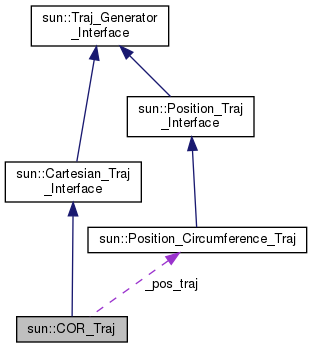 sun::Traj_Generator
_Interface
sun::Position_Traj
_Interface
sun::Cartesian_Traj
_Interface
sun::Position_Circumference_Traj
_pos_traj
sun::COR_Traj